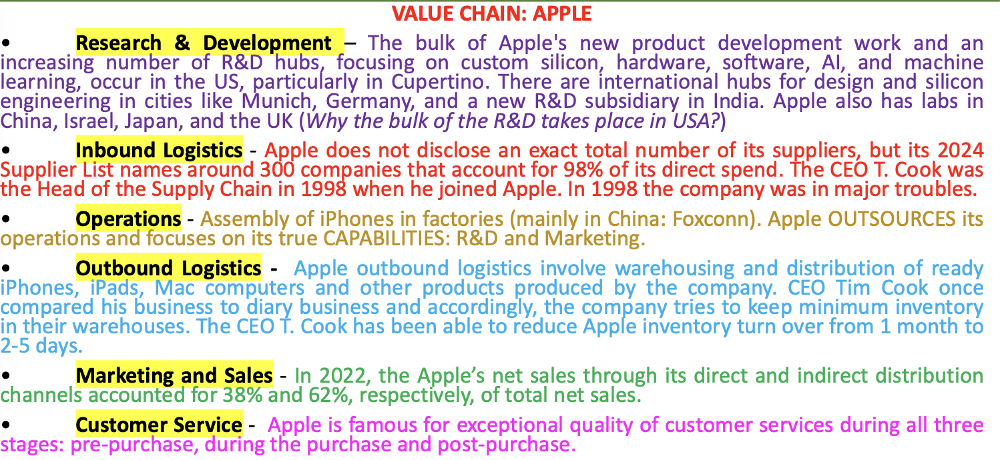 VALUE CHAIN: APPLE
• Research & Development – The bulk of Apple's new product development work and an
increasing number of R&D hubs, focusing on custom silicon, hardware, software, AI, and machine
learning, occur in the US, particularly in Cupertino. There are international hubs for design and silicon
engineering in cities like Munich, Germany, and a new R&D subsidiary in India. Apple also has labs in
China, Israel, Japan, and the UK (Why the bulk of the R&D takes place in USA?)
• Inbound Logistics - Apple does not disclose an exact total number of its suppliers, but its 2024
Supplier List names around 300 companies that account for 98% of its direct spend. The CEO T. Cook was
the Head of the Supply Chain in 1998 when he joined Apple. In 1998 the company was in major troubles.
• Operations - Assembly of iPhones in factories (mainly in China: Foxconn). Apple OUTSOURCES its
operations and focuses on its true CAPABILITIES: R&D and Marketing.
• Outbound Logistics - Apple outbound logistics involve warehousing and distribution of ready
iPhones, iPads, Mac computers and other products produced by the company. CEO Tim Cook once
compared his business to diary business and accordingly, the company tries to keep minimum inventory
in their warehouses. The CEO T. Cook has been able to reduce Apple inventory turn over from 1 month to
2-5 days.
• Marketing and Sales - In 2022, the Apple’s net sales through its direct and indirect distribution
channels accounted for 38% and 62%, respectively, of total net sales.
• Customer Service - Apple is famous for exceptional quality of customer services during all three
stages: pre-purchase, during the purchase and post-purchase.